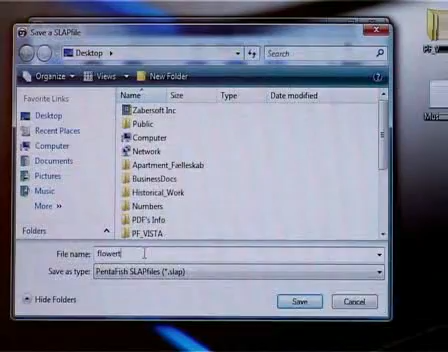 Save a SLAPfile
Desktop
Search
Organize
Views
New Folder
Favorite Links
Name Size Type Date modified
Desktop
Recent Places
Computer
Documents
Pictures
Music
More »
Folders
Zabersoft Inc
Public
Computer
Network
Apartment_Fælleskab
BusinessDocs
Historical_Work
Numbers
PDF's Info
PF_VISTA
File name: flowert
Save as type: PentaFish SLAPfiles (*.slap)
Hide Folders
Save
Cancel